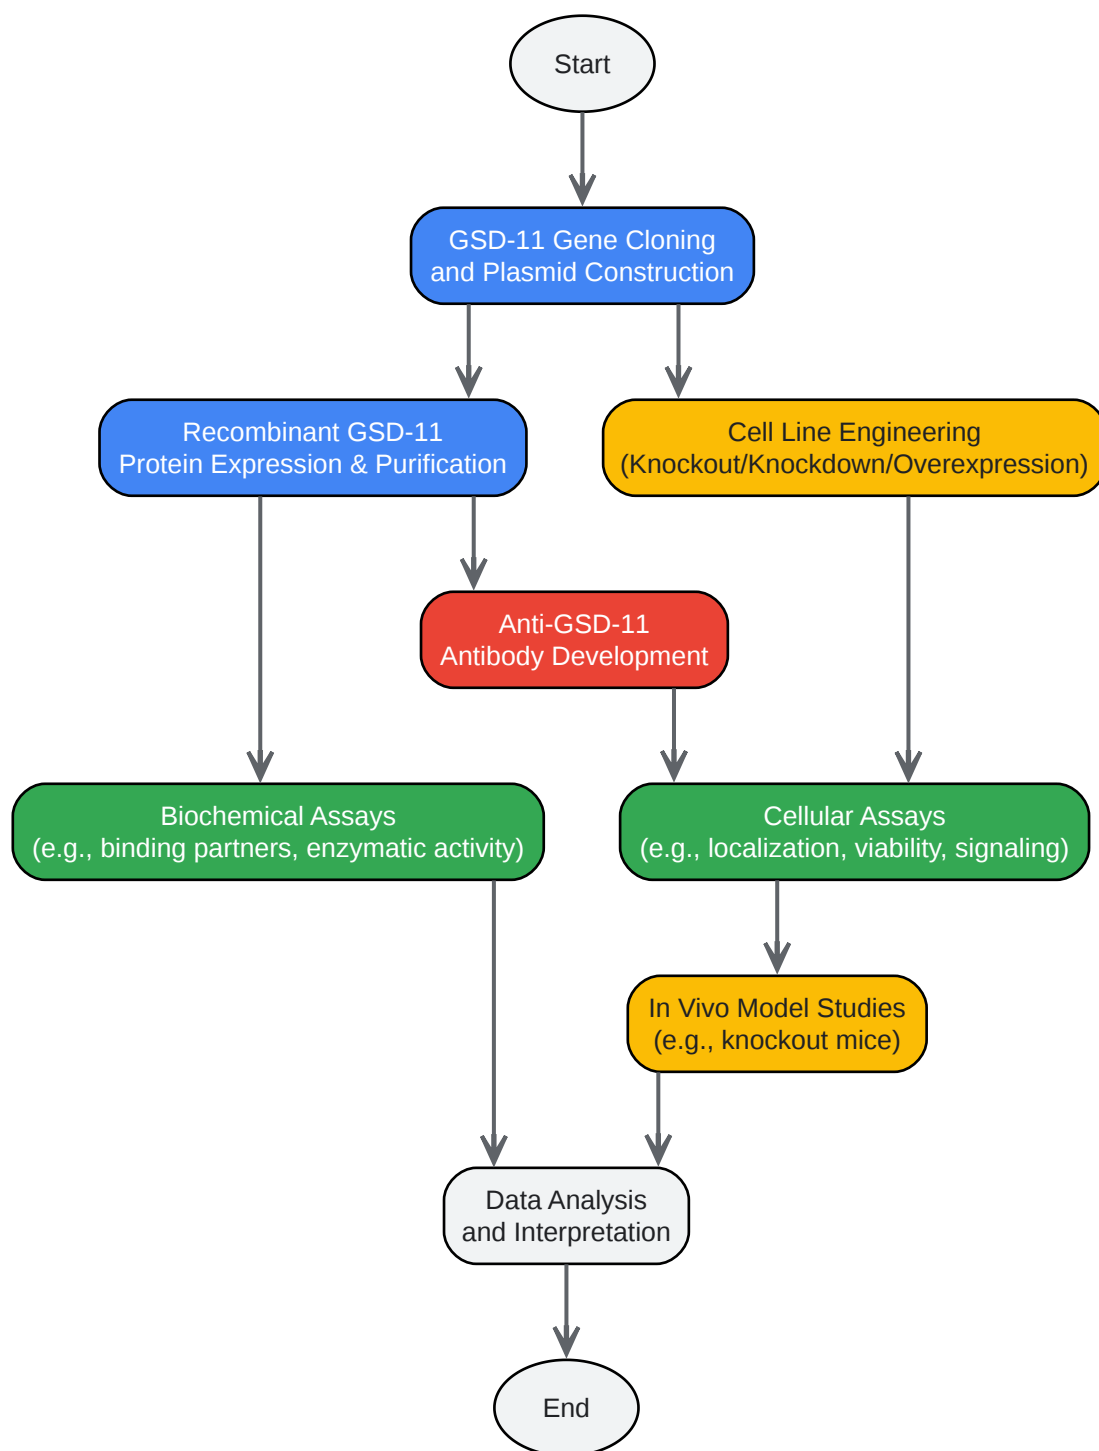 Start
GSD-11 Gene Cloning
and Plasmid Construction
Recombinant GSD-11
Protein Expression & Purification
Cell Line Engineering
(Knockout/Knockdown/Overexpression)
Anti-GSD-11
Antibody Development
Biochemical Assays
(e.g., binding partners, enzymatic activity)
Cellular Assays
(e.g., localization, viability, signaling)
In Vivo Model Studies
(e.g., knockout mice)
Data Analysis
and Interpretation
End